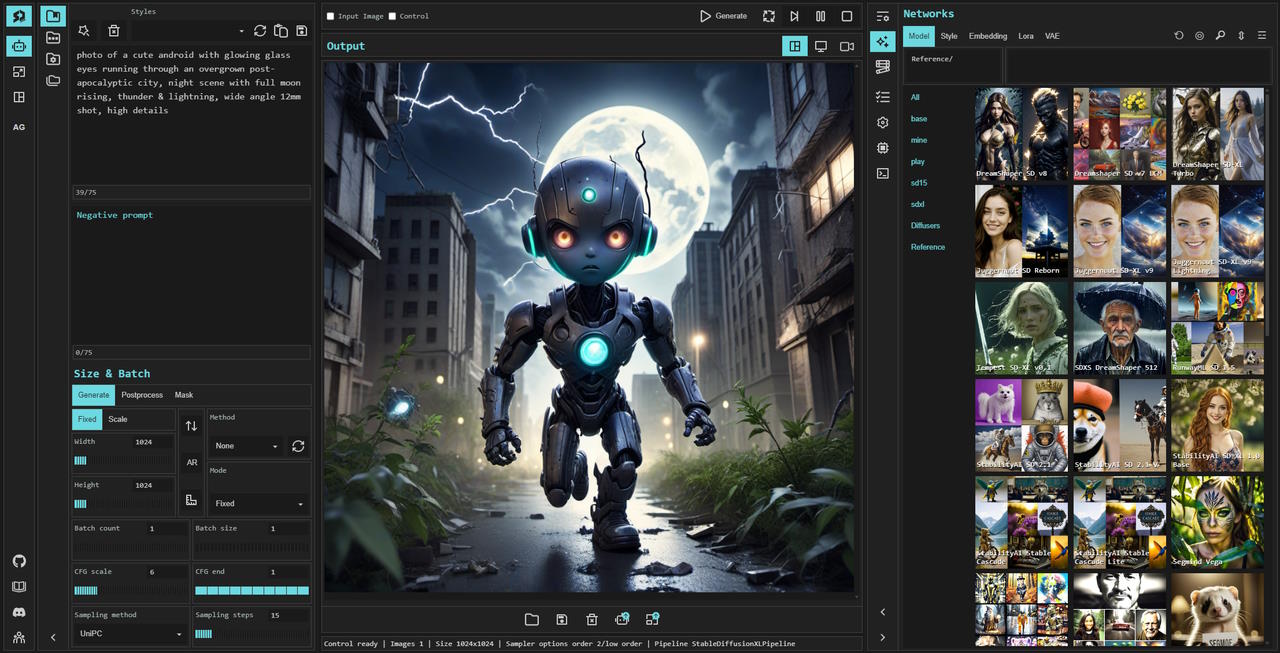 AG
Styles
photo of a cute android with glowing glass
eyes running through an overgrown post-
apocalyptic city, night scene with full moon
rising, thunder & lightning, wide angle 12mm
shot, high details
39/75
Negative prompt
0/75
Size & Batch
Generate Postprocess Mask
Fixed Scale
Method
Width 1024
None
AR
Mode
Height 1024
Fixed
Batch count 1 Batch size 1
CFG scale 6 CFG end 1
Sampling method Sampling steps 15
UniPC
Input Image Control
Generate
Output
Control ready | Images 1 | Size 1024x1024 | Sampler options order 2/low order | Pipeline StableDiffusionXLPipeline
Networks
Model Style Embedding Lora VAE
Reference/
All
base
mine
play
sd15
sdxl
Diffusers
Reference
DreamShaper SD v8
Dreamshaper SD v7 LCM
DreamShaper SD-XL
Turbo
Juggernaut SD Reborn
Juggernaut SD-XL v9
Juggernaut SD-XL v9
Lightning
Tempest SD-XL v0.1
SDXS DreamShaper 512
RunwayML SD 1.5
StabilityAI SD 2.1
StabilityAI SD 2.1 V
StabilityAI SD-XL 1.0
Base
StabilityAI Stable
Cascade
StabilityAI Stable
Cascade Lite
Segmind Vega